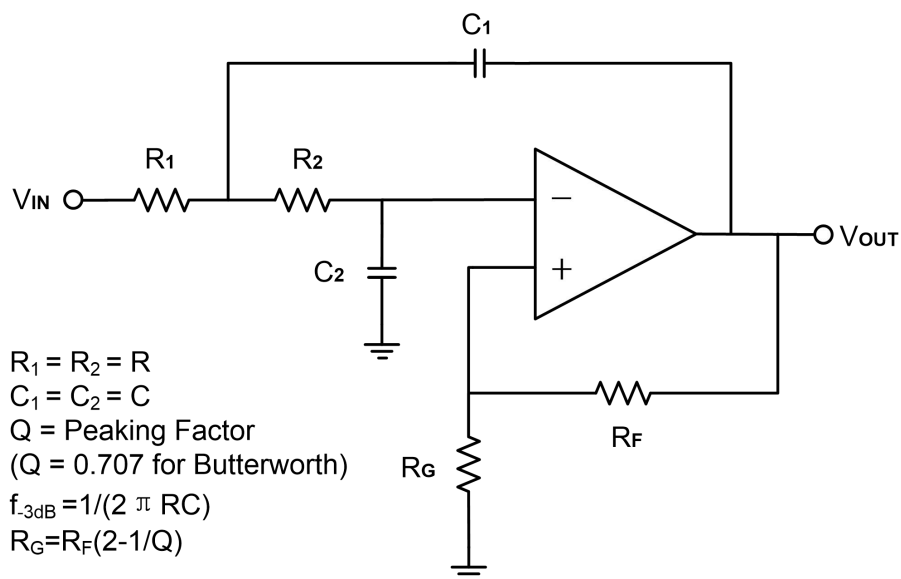 C1
R1
R2
VIN
−
VOUT
C2
+
R1 = R2 = R
C1 = C2 = C
Q = Peaking Factor
RF
(Q = 0.707 for Butterworth)
RG
f-3dB =1/(2 π RC)
RG=RF(2-1/Q)